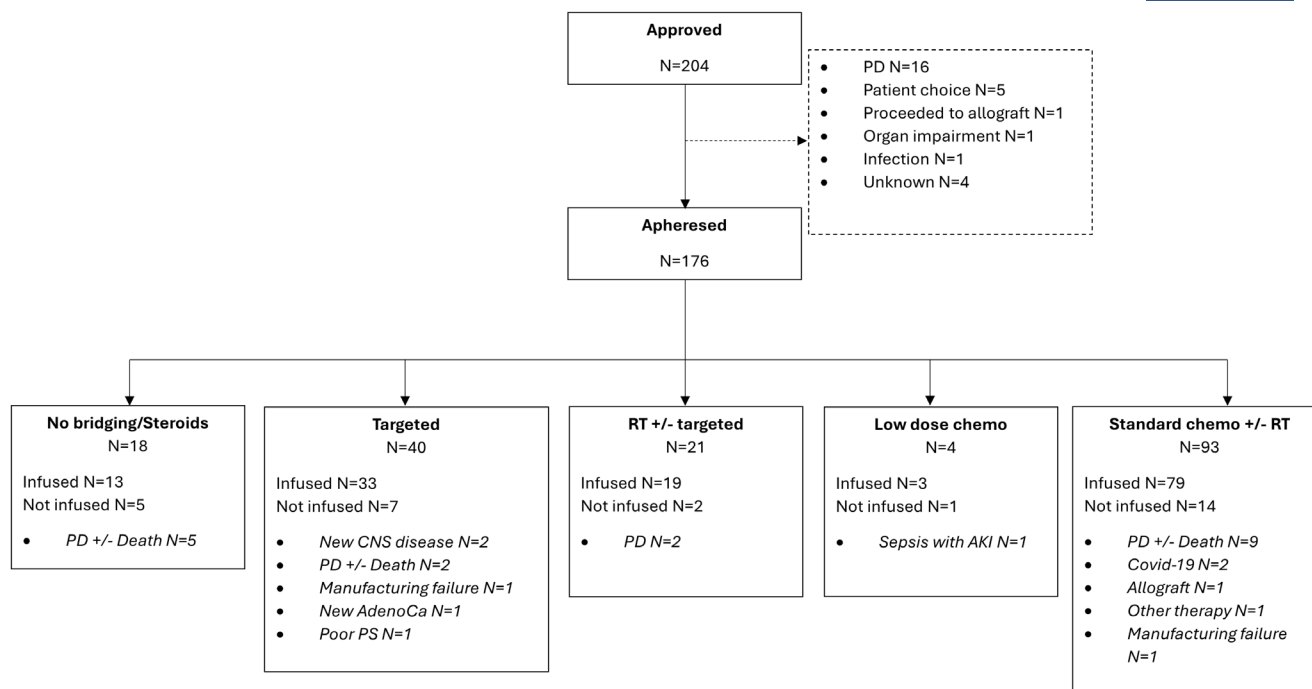 Approved
N=204
• PD N=16
• Patient choice N=5
• Proceeded to allograft N=1
• Organ impairment N=1
• Infection N=1
• Unknown N=4
Apheresed
N=176
No bridging/Steroids
N=18
Infused N=13
Not infused N=5
• PD +/- Death N=5
Targeted
N=40
Infused N=33
Not infused N=7
• New CNS disease N=2
• PD +/- Death N=2
• Manufacturing failure N=1
• New AdenoCa N=1
• Poor PS N=1
RT +/- targeted
N=21
Infused N=19
Not infused N=2
• PD N=2
Low dose chemo
N=4
Infused N=3
Not infused N=1
• Sepsis with AKI N=1
Standard chemo +/- RT
N=93
Infused N=79
Not infused N=14
• PD +/- Death N=9
• Covid-19 N=2
• Allograft N=1
• Other therapy N=1
• Manufacturing failure
N=1